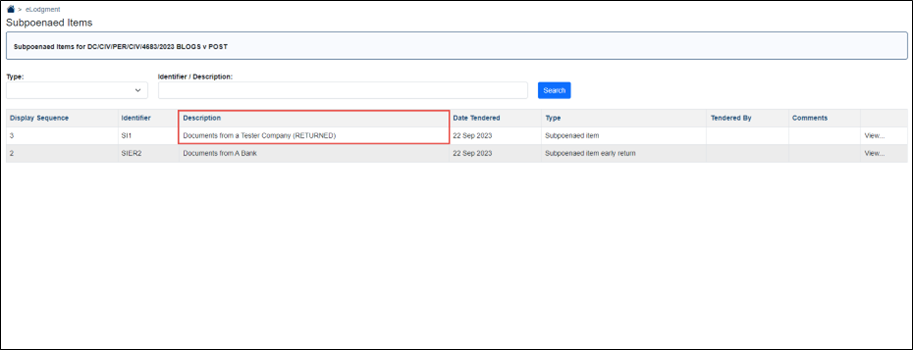 > eLodgment
Subpoenaed Items
Subpoenaed Items for DC/CIV/PER/CIV/4683/2023 BLOGS v POST
Type: Identifier / Description:
Search
Display Sequence Identifier Description Date Tendered Type Tendered By Comments
3 SI1 Documents from a Tester Company (RETURNED) 22 Sep 2023 Subpoenaed item View...
2 SIER2 Documents from A Bank 22 Sep 2023 Subpoenaed item early return View...